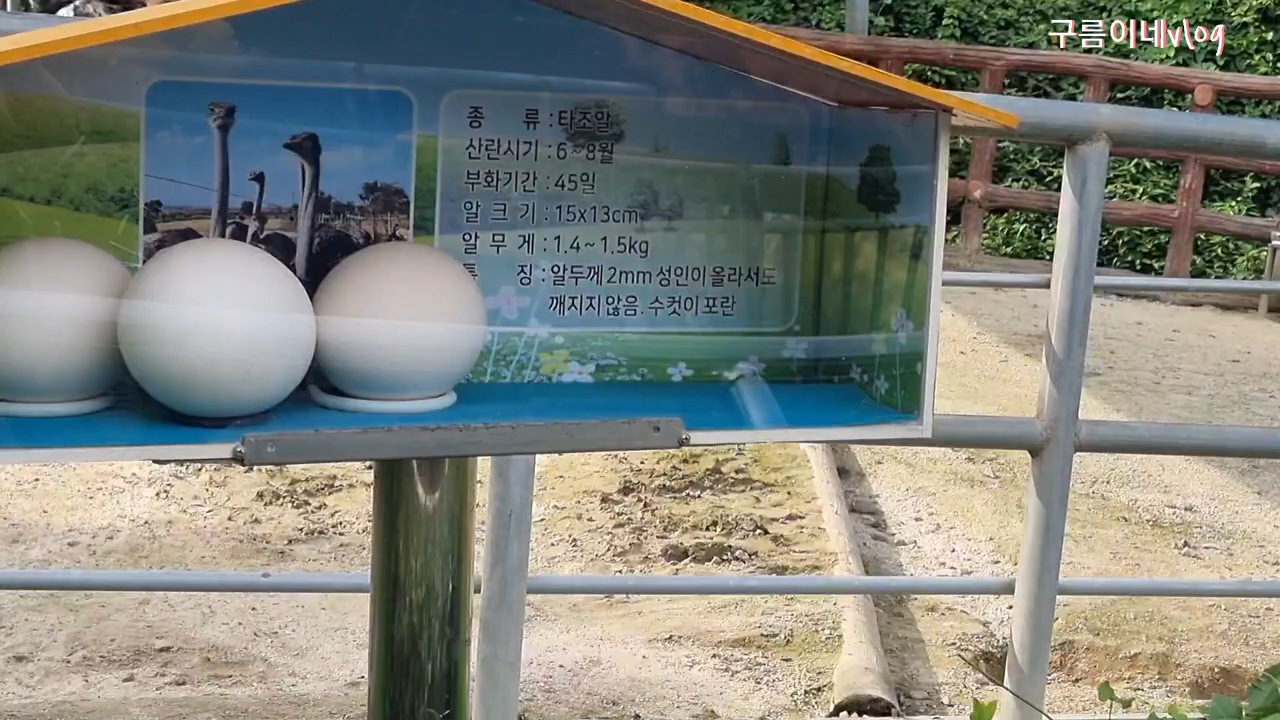 구름이네vlog
종 류 : 타조알
산란시기 : 6~8월
부화기간 : 45일
알 크 기 : 15x13cm
알 무 게 : 1.4~1.5kg
특 징 : 알두께 2mm 성인이 올라서도
깨지지 않음. 수컷이 포란